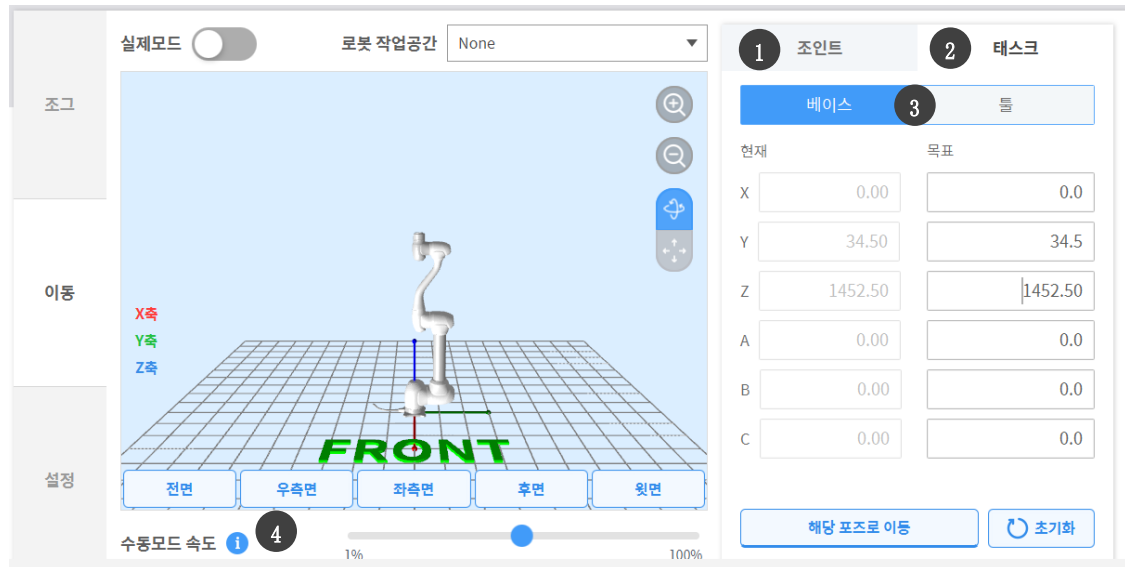 조그
이동
설정
실제모드
로봇 작업공간 None
X축
Y축
Z축
FRONT
전면 우측면 좌측면 후면 윗면
수동모드 속도 i 4
1% 100%
1 조인트 2 태스크
베이스 3 툴
현재 목표
X 0.00 0.0
Y 34.50 34.5
Z 1452.50 1452.50
A 0.00 0.0
B 0.00 0.0
C 0.00 0.0
해당 포즈로 이동 초기화